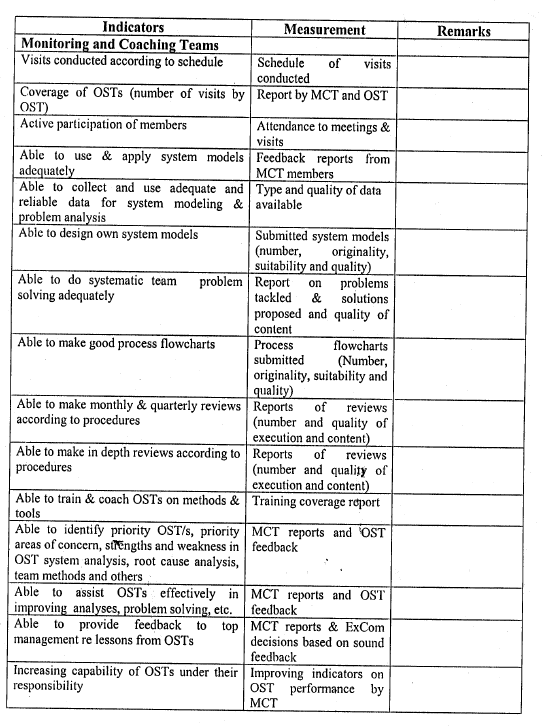 Indicators Measurement Remarks
Monitoring and Coaching Teams
Visits conducted according to schedule
Schedule of visits
conducted
Coverage of OSTs (number of visits by
OST)
Report by MCT and OST
Active participation of members
Attendance to meetings &
visits
Able to use & apply system models
adequately
Feedback reports from
MCT members
Able to collect and use adequate and
reliable data for system modeling &
problem analysis
Type and quality of data
available
Able to design own system models
Submitted system models
(number, originality,
suitability and quality)
Able to do systematic team problem
solving adequately
Report on problems
tackled & solutions
proposed and quality of
content
Able to make good process flowcharts
Process flowcharts
submitted (Number,
originality, suitability and
quality)
Able to make monthly & quarterly reviews
according to procedures
Reports of reviews
(number and quality of
execution and content)
Able to make in depth reviews according to
procedures
Reports of reviews
(number and quality of
execution and content)
Able to train & coach OSTs on methods &
tools
Training coverage report
Able to identify priority OST/s, priority
areas of concern, strengths and weakness in
OST system analysis, root cause analysis,
team methods and others
MCT reports and OST
feedback
Able to assist OSTs effectively in
improving analyses, problem solving, etc.
MCT reports and OST
feedback
Able to provide feedback to top
management re lessons from OSTs
MCT reports & ExCom
decisions based on sound
feedback
Increasing capability of OSTs under their
responsibility
Improving indicators on
OST performance by
MCT